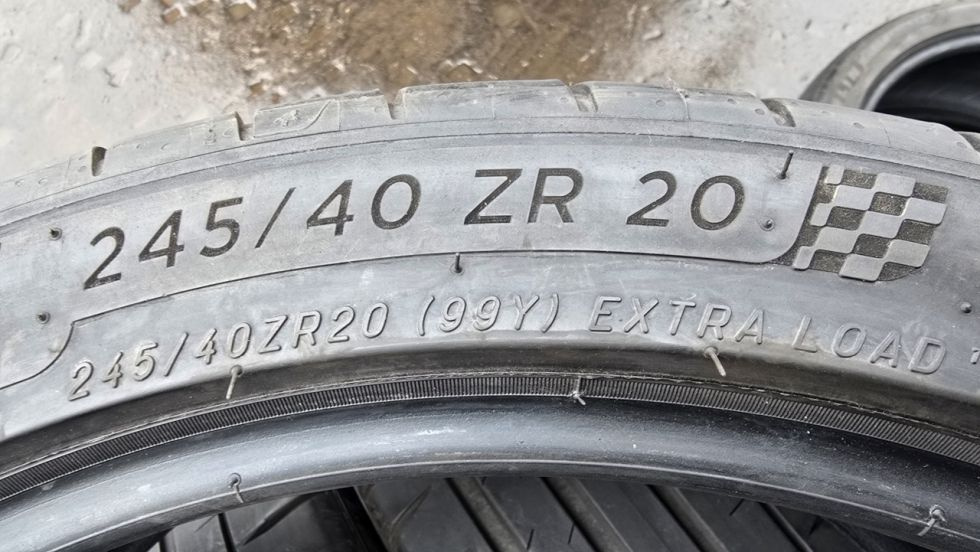 245/40 ZR 20
245/40ZR20 (99Y) EXTRA LOAD